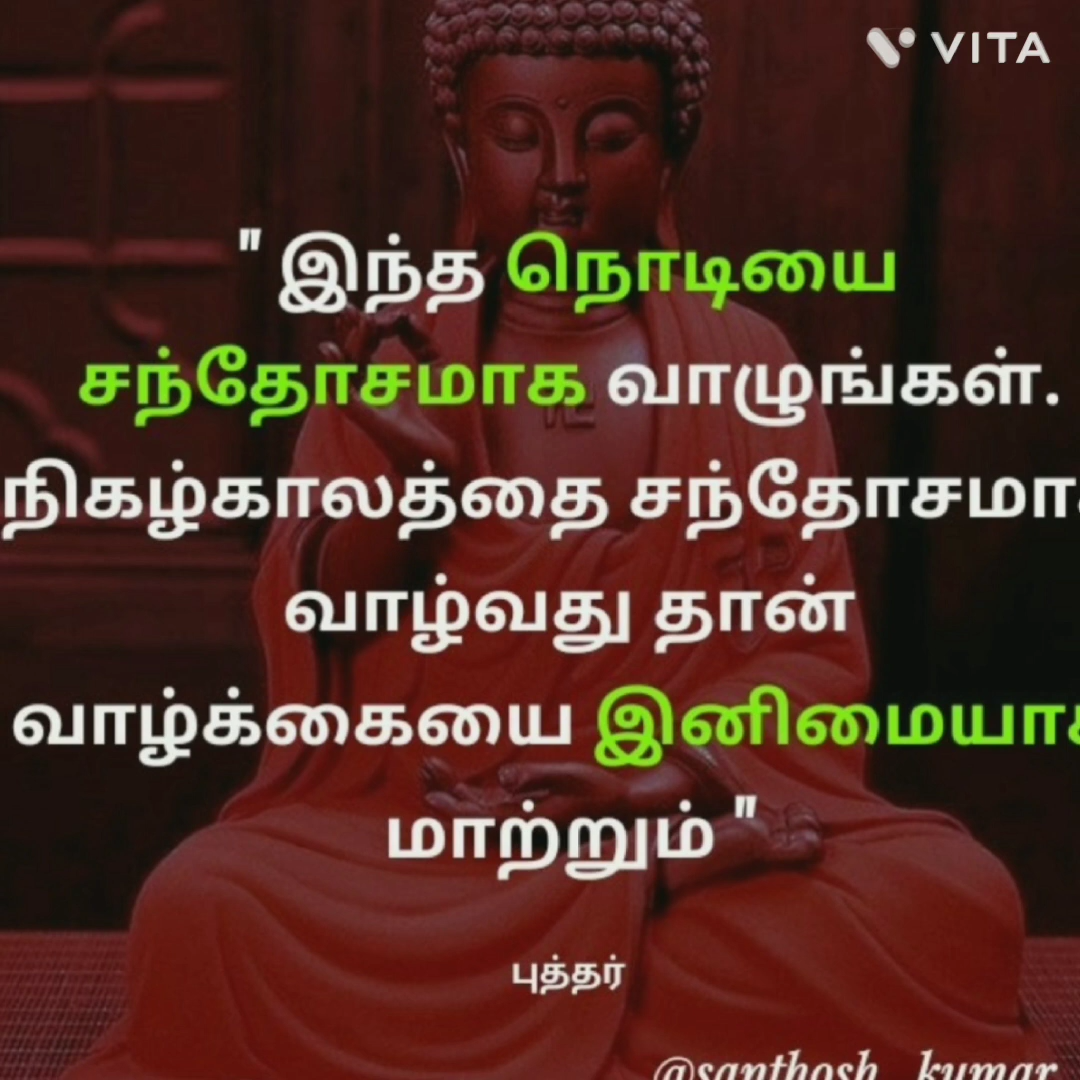 VITA
" இந்த நொடியை
சந்தோசமாக வாழுங்கள்.
நிகழ்காலத்தை சந்தோசமாக
வாழ்வது தான்
வாழ்க்கையை இனிமையாக
மாற்றும் "
புத்தர்
@santhosh_kumar